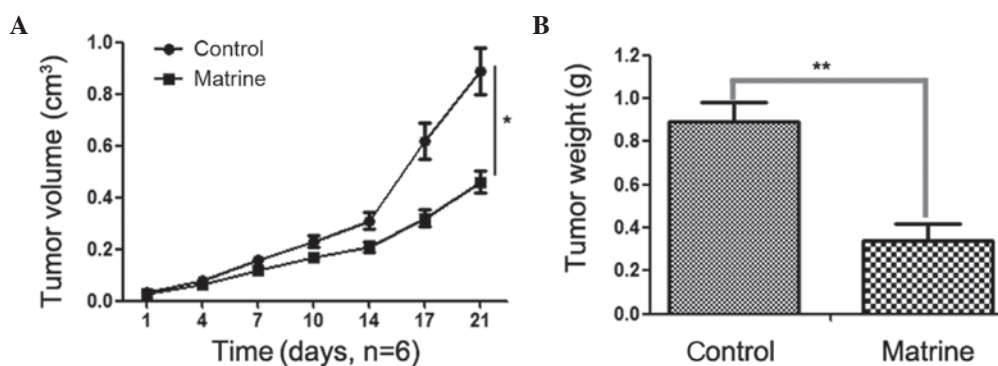 A
Tumor volume (cm³)
1.0
0.8
0.6
0.4
0.2
0.0
Control
Matrine
*
1 4 7 10 14 17 21
Time (days, n=6)
B
Tumor weight (g)
1.2
1.0
0.8
0.6
0.4
0.2
0.0
**
Control Matrine